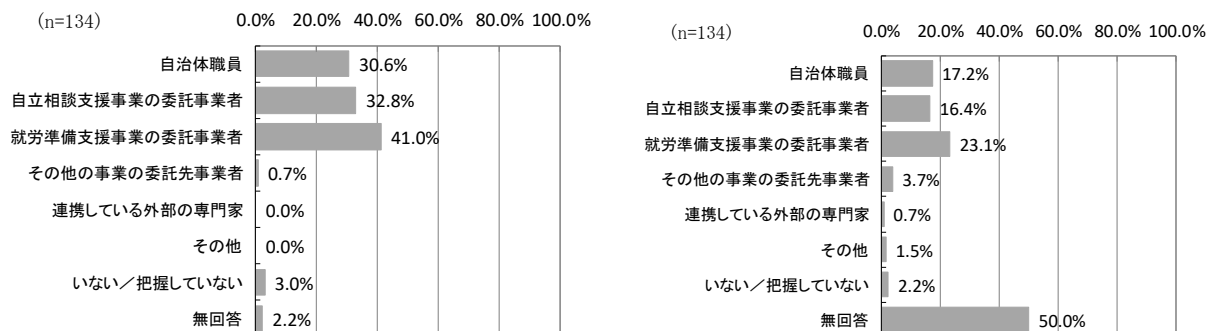 (n=134)
0.0% 20.0% 40.0% 60.0% 80.0% 100.0%
自治体職員 30.6%
自立相談支援事業の委託事業者 32.8%
就労準備支援事業の委託事業者 41.0%
その他の事業の委託先事業者 0.7%
連携している外部の専門家 0.0%
その他 0.0%
いない／把握していない 3.0%
無回答 2.2%
(n=134)
0.0% 20.0% 40.0% 60.0% 80.0% 100.0%
自治体職員 17.2%
自立相談支援事業の委託事業者 16.4%
就労準備支援事業の委託事業者 23.1%
その他の事業の委託先事業者 3.7%
連携している外部の専門家 0.7%
その他 1.5%
いない／把握していない 2.2%
無回答 50.0%